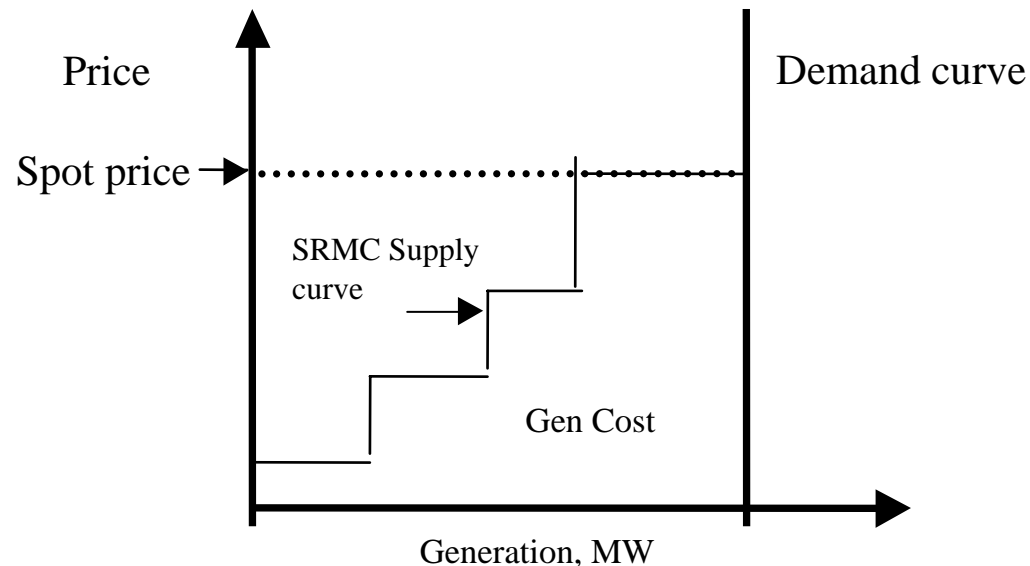 Price
Demand curve
Spot price
SRMC Supply
curve
Gen Cost
Generation, MW